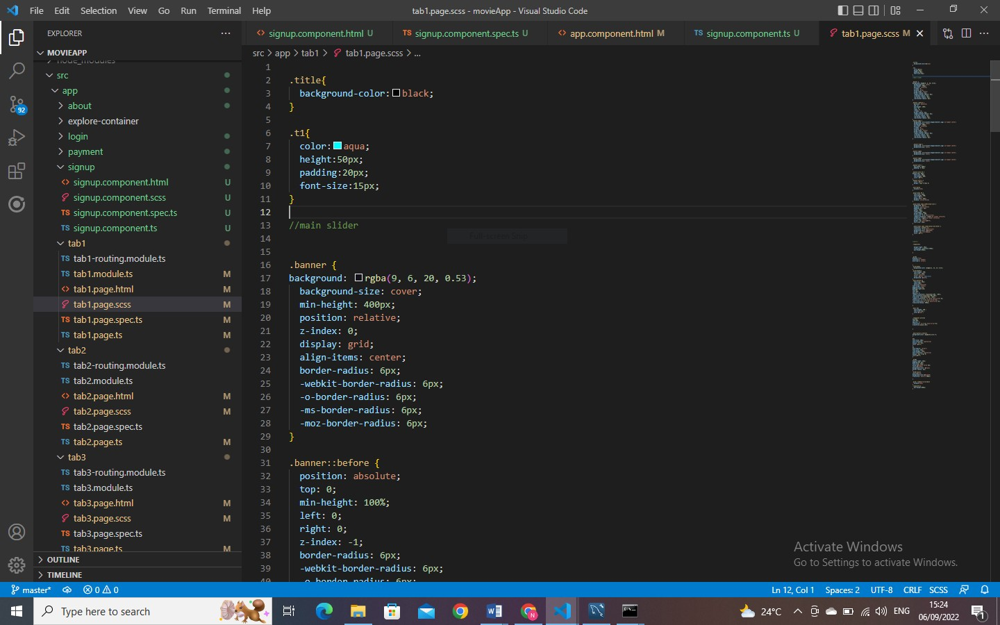 File Edit Selection View Go Run Terminal Help
tab1.page.scss - movieApp - Visual Studio Code
EXPLORER
MOVIEAPP
node_modules
src
app
about
explore-container
login
payment
signup
signup.component.html U
signup.component.scss U
signup.component.spec.ts U
signup.component.ts U
tab1
tab1-routing.module.ts
tab1.module.ts M
tab1.page.html M
tab1.page.scss M
tab1.page.spec.ts M
tab1.page.ts M
tab2
tab2-routing.module.ts
tab2.module.ts
tab2.page.html M
tab2.page.scss M
tab2.page.spec.ts
tab2.page.ts M
tab3
tab3-routing.module.ts
tab3.module.ts
tab3.page.html M
tab3.page.scss M
tab3.page.spec.ts
tab3.page.ts M
OUTLINE
TIMELINE
92
signup.component.html U
TS signup.component.spec.ts U
app.component.html M
TS signup.component.ts U
tab1.page.scss M
src > app > tab1 > tab1.page.scss > ...
1
2 .title{
3 background-color: black;
4 }
5
6 .t1{
7 color: aqua;
8 height:50px;
9 padding:20px;
10 font-size:15px;
11 }
12
13 //main slider
14
15
16 .banner {
17 background: rgba(9, 6, 20, 0.53);
18 background-size: cover;
19 min-height: 400px;
20 position: relative;
21 z-index: 0;
22 display: grid;
23 align-items: center;
24 border-radius: 6px;
25 -webkit-border-radius: 6px;
26 -o-border-radius: 6px;
27 -ms-border-radius: 6px;
28 -moz-border-radius: 6px;
29 }
30
31 .banner::before {
32 position: absolute;
33 top: 0;
34 min-height: 100%;
35 left: 0;
36 right: 0;
37 z-index: -1;
38 border-radius: 6px;
39 -webkit-border-radius: 6px;
40 -o-border-radius: 6px;
Activate Windows
Go to Settings to activate Windows.
master* 0 0
Ln 12, Col 1 Spaces: 2 UTF-8 CRLF SCSS
Type here to search
24°C
ENG
15:24
06/09/2022
1